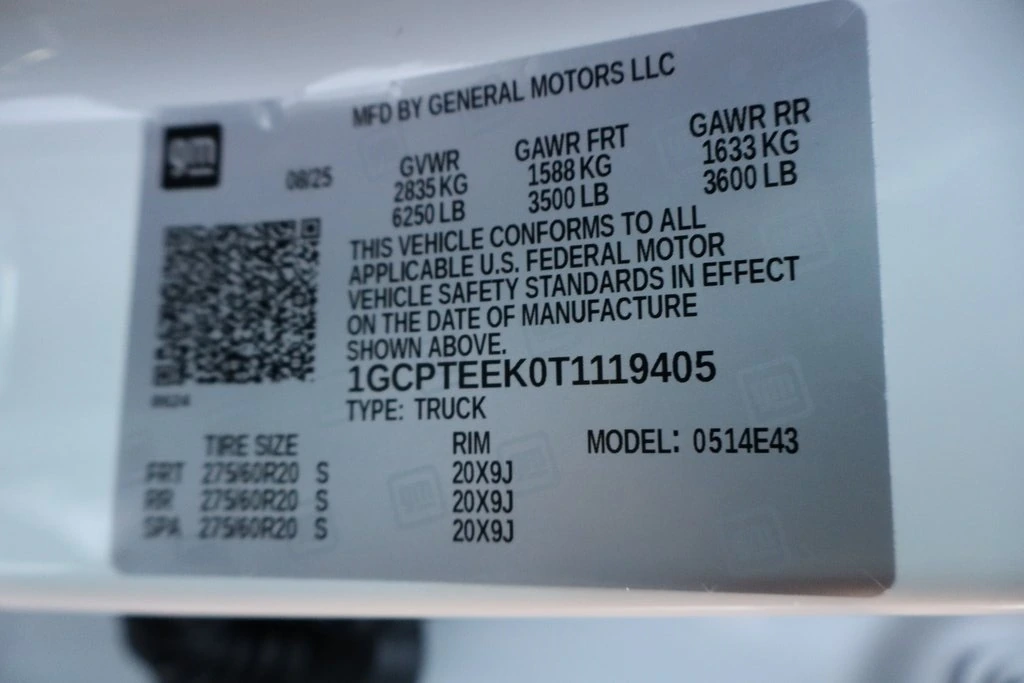 MFD BY GENERAL MOTORS LLC
gm
08/25
GVWR GAWR FRT GAWR RR
2835 KG 1588 KG 1633 KG
6250 LB 3500 LB 3600 LB
THIS VEHICLE CONFORMS TO ALL
APPLICABLE U.S. FEDERAL MOTOR
VEHICLE SAFETY STANDARDS IN EFFECT
ON THE DATE OF MANUFACTURE
SHOWN ABOVE.
1GCPTEEK0T1119405
TYPE: TRUCK
TIRE SIZE RIM MODEL: 0514E43
FRT 275/60R20 S 20X9J
RR 275/60R20 S 20X9J
SPA 275/60R20 S 20X9J